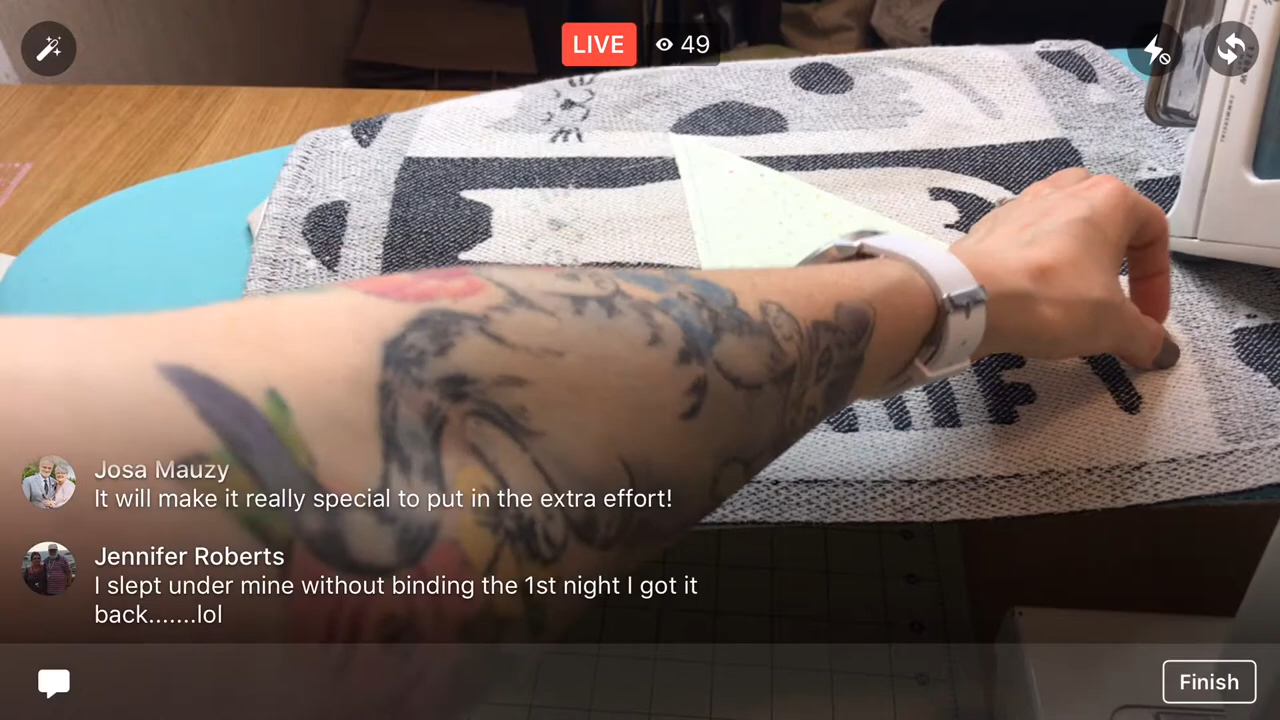 LIVE 49
Josa Mauzy
It will make it really special to put in the extra effort!
Jennifer Roberts
I slept under mine without binding the 1st night I got it
back.......lol
Finish